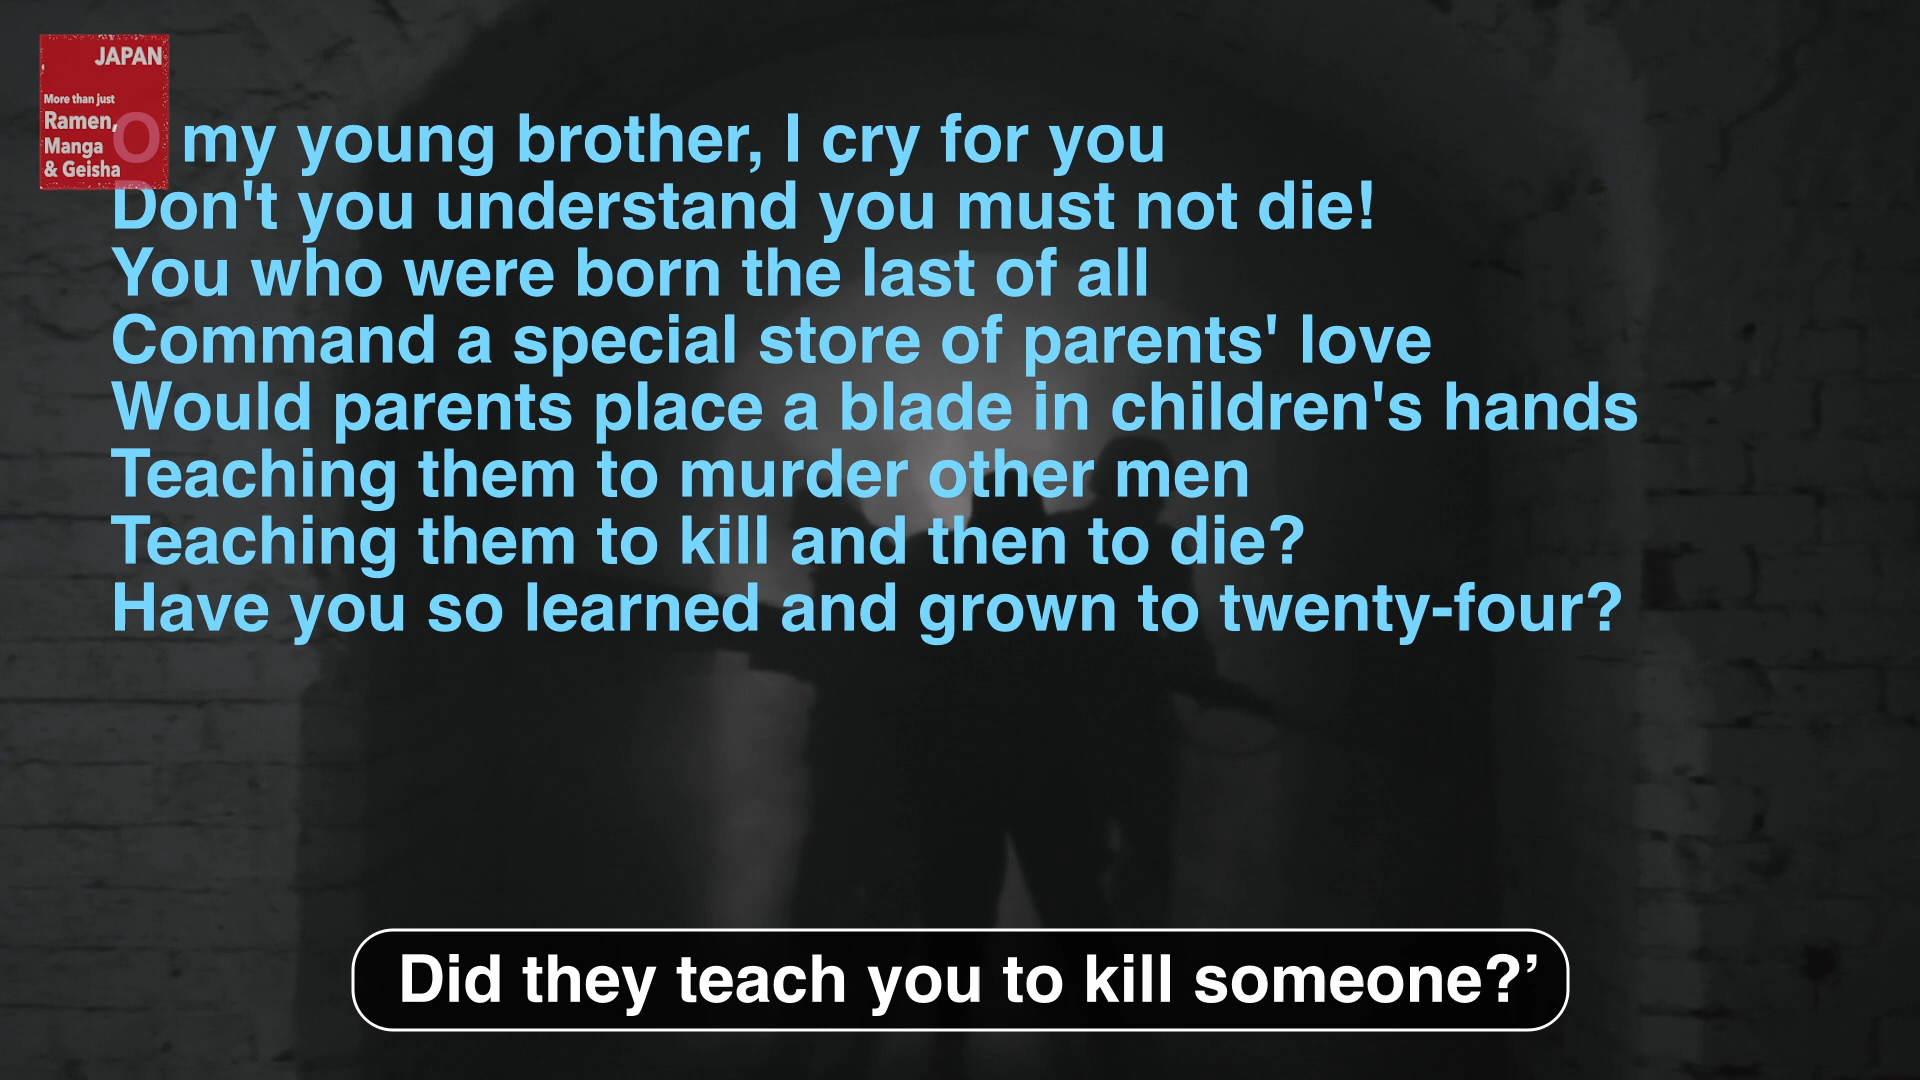 JAPAN
More than just
Ramen,
Manga
& Geisha
O my young brother, I cry for you
Don't you understand you must not die!
You who were born the last of all
Command a special store of parents' love
Would parents place a blade in children's hands
Teaching them to murder other men
Teaching them to kill and then to die?
Have you so learned and grown to twenty-four?
Did they teach you to kill someone?’